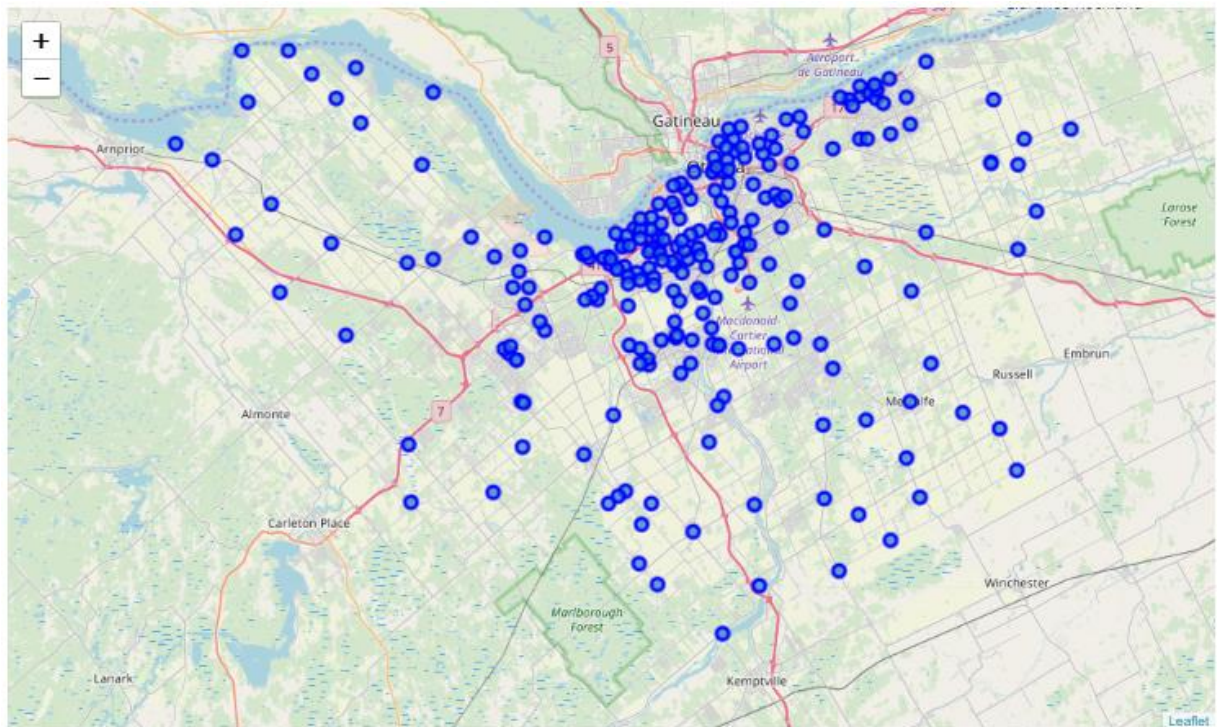 +
−
5
Aéroport
de Gatineau
Gatineau
17
Arnprior
Larose
Forest
Macdonald-
Cartier
Airport
Embrun
Russell
Almonte
7
Carleton Place
Winchester
Marlborough
Forest
Lanark
Kemptville
Leaflet